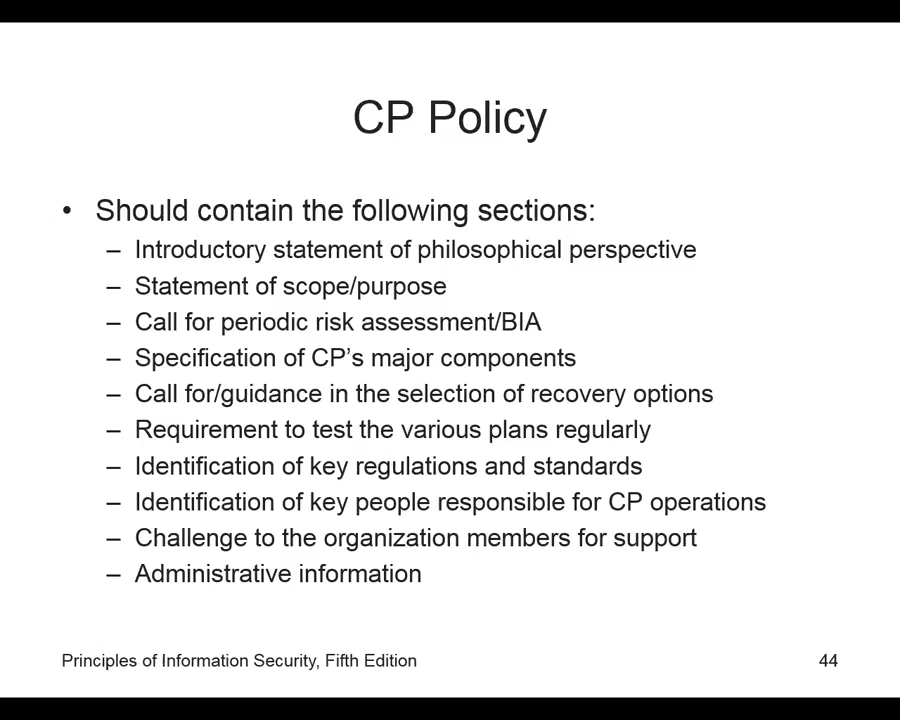 CP Policy
• Should contain the following sections:
– Introductory statement of philosophical perspective
– Statement of scope/purpose
– Call for periodic risk assessment/BIA
– Specification of CP’s major components
– Call for/guidance in the selection of recovery options
– Requirement to test the various plans regularly
– Identification of key regulations and standards
– Identification of key people responsible for CP operations
– Challenge to the organization members for support
– Administrative information
Principles of Information Security, Fifth Edition 44